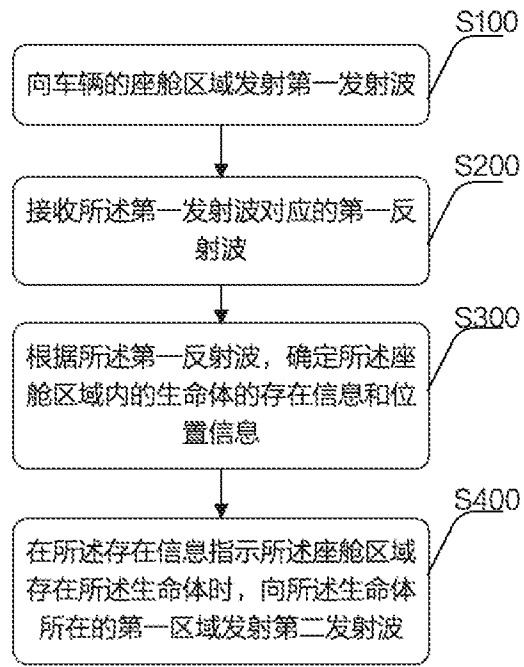 S100
向车辆的座舱区域发射第一发射波
S200
接收所述第一发射波对应的第一反
射波
S300
根据所述第一反射波，确定所述座
舱区域内的生命体的存在信息和位
置信息
S400
在所述存在信息指示所述座舱区域
存在所述生命体时，向所述生命体
所在的第一区域发射第二发射波